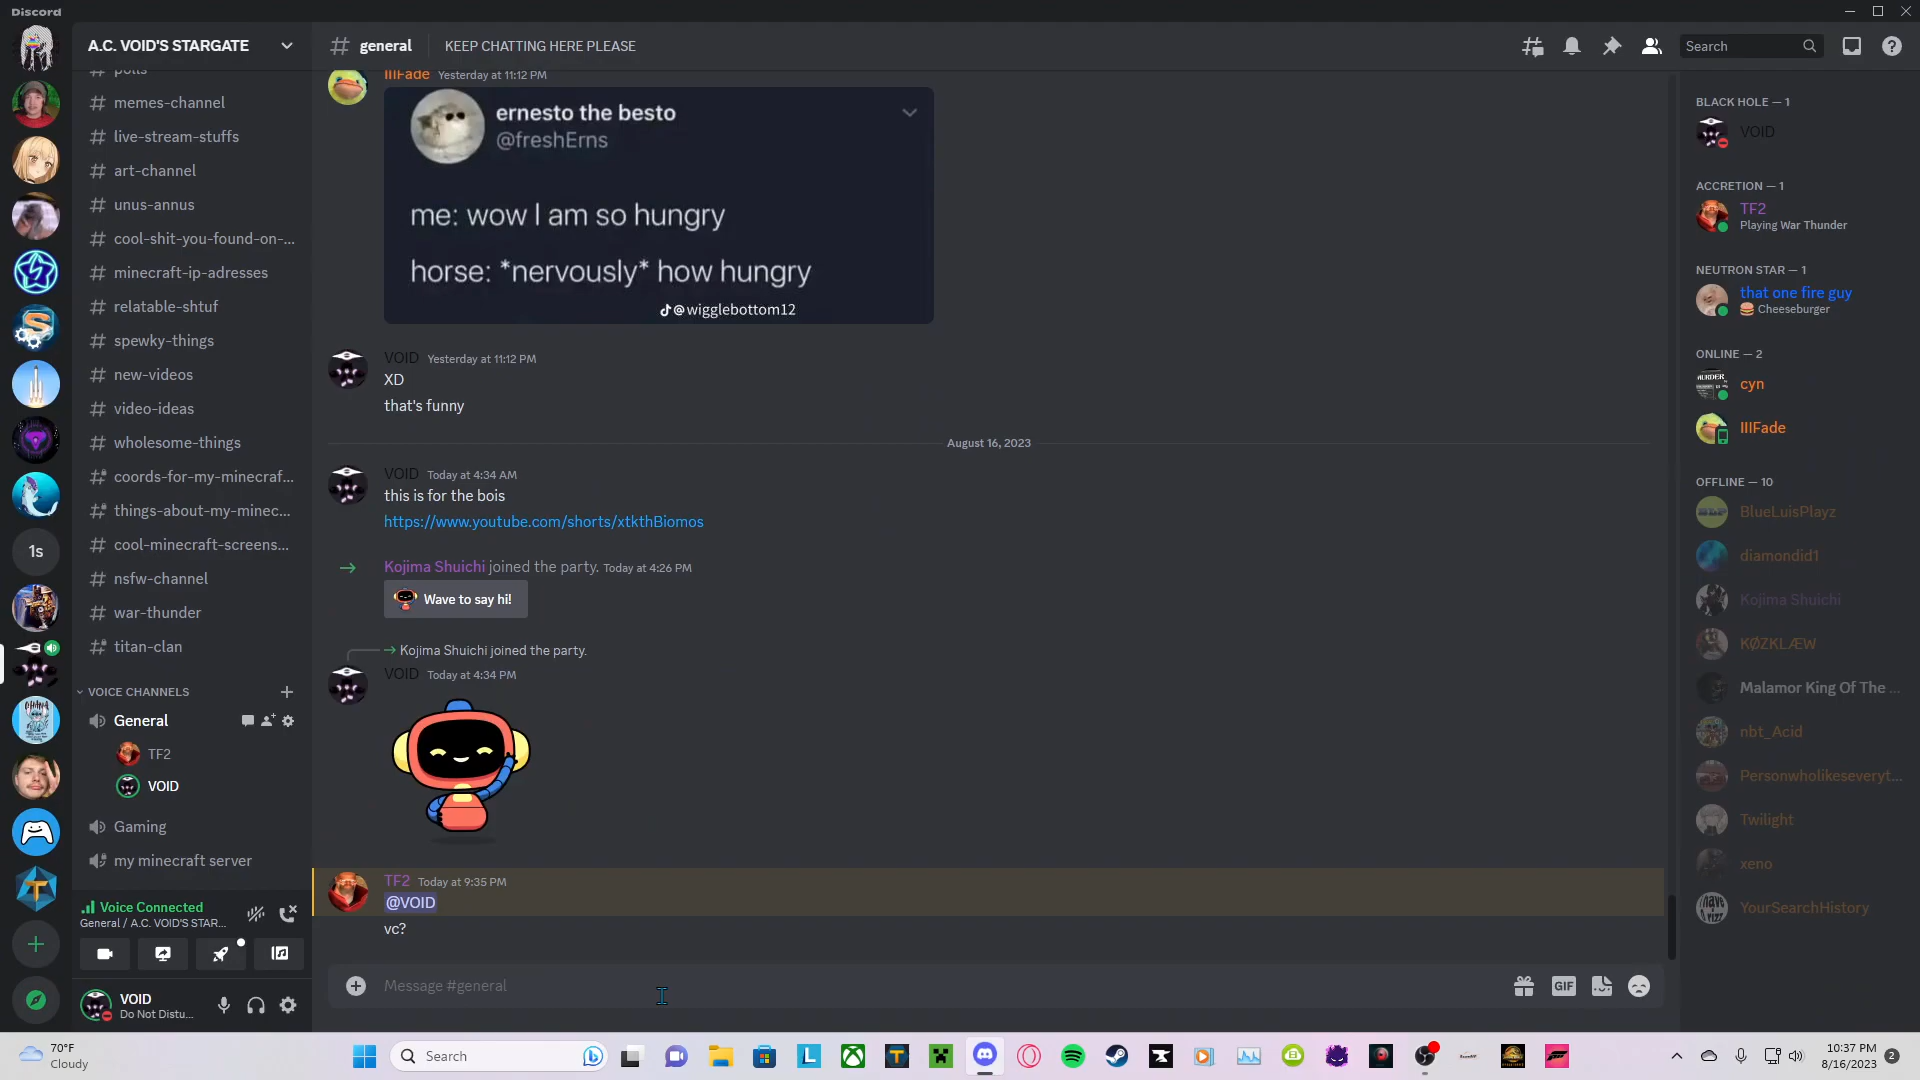 Discord
A.C. VOID'S STARGATE
general
KEEP CHATTING HERE PLEASE
Search
polls
memes-channel
live-stream-stuffs
art-channel
unus-annus
cool-shit-you-found-on-...
minecraft-ip-adresses
relatable-shtuf
spewky-things
new-videos
video-ideas
wholesome-things
coords-for-my-minecraf...
things-about-my-minec...
cool-minecraft-screens...
nsfw-channel
war-thunder
titan-clan
VOICE CHANNELS
General
TF2
VOID
Gaming
my minecraft server
Voice Connected
General / A.C. VOID'S STAR...
VOID
Do Not Distu...
1s
IIIFade Yesterday at 11:12 PM
ernesto the besto
@freshErns
me: wow I am so hungry
horse: *nervously* how hungry
@wigglebottom12
VOID Yesterday at 11:12 PM
XD
that's funny
August 16, 2023
VOID Today at 4:34 AM
this is for the bois
https://www.youtube.com/shorts/xtkthBiomos
Kojima Shuichi joined the party. Today at 4:26 PM
Wave to say hi!
Kojima Shuichi joined the party.
VOID Today at 4:34 PM
TF2 Today at 9:35 PM
@VOID
vc?
Message #general
GIF
BLACK HOLE — 1
VOID
ACCRETION — 1
TF2
Playing War Thunder
NEUTRON STAR — 1
that one fire guy
Cheeseburger
ONLINE — 2
cyn
IIIFade
OFFLINE — 10
BlueLuisPlayz
diamondid1
Kojima Shuichi
KØZKLÆW
Malamor King Of The ...
nbt_Acid
Personwholikeseveryt...
Twilight
xeno
YourSearchHistory
70°F
Cloudy
Search
10:37 PM
8/16/2023
2